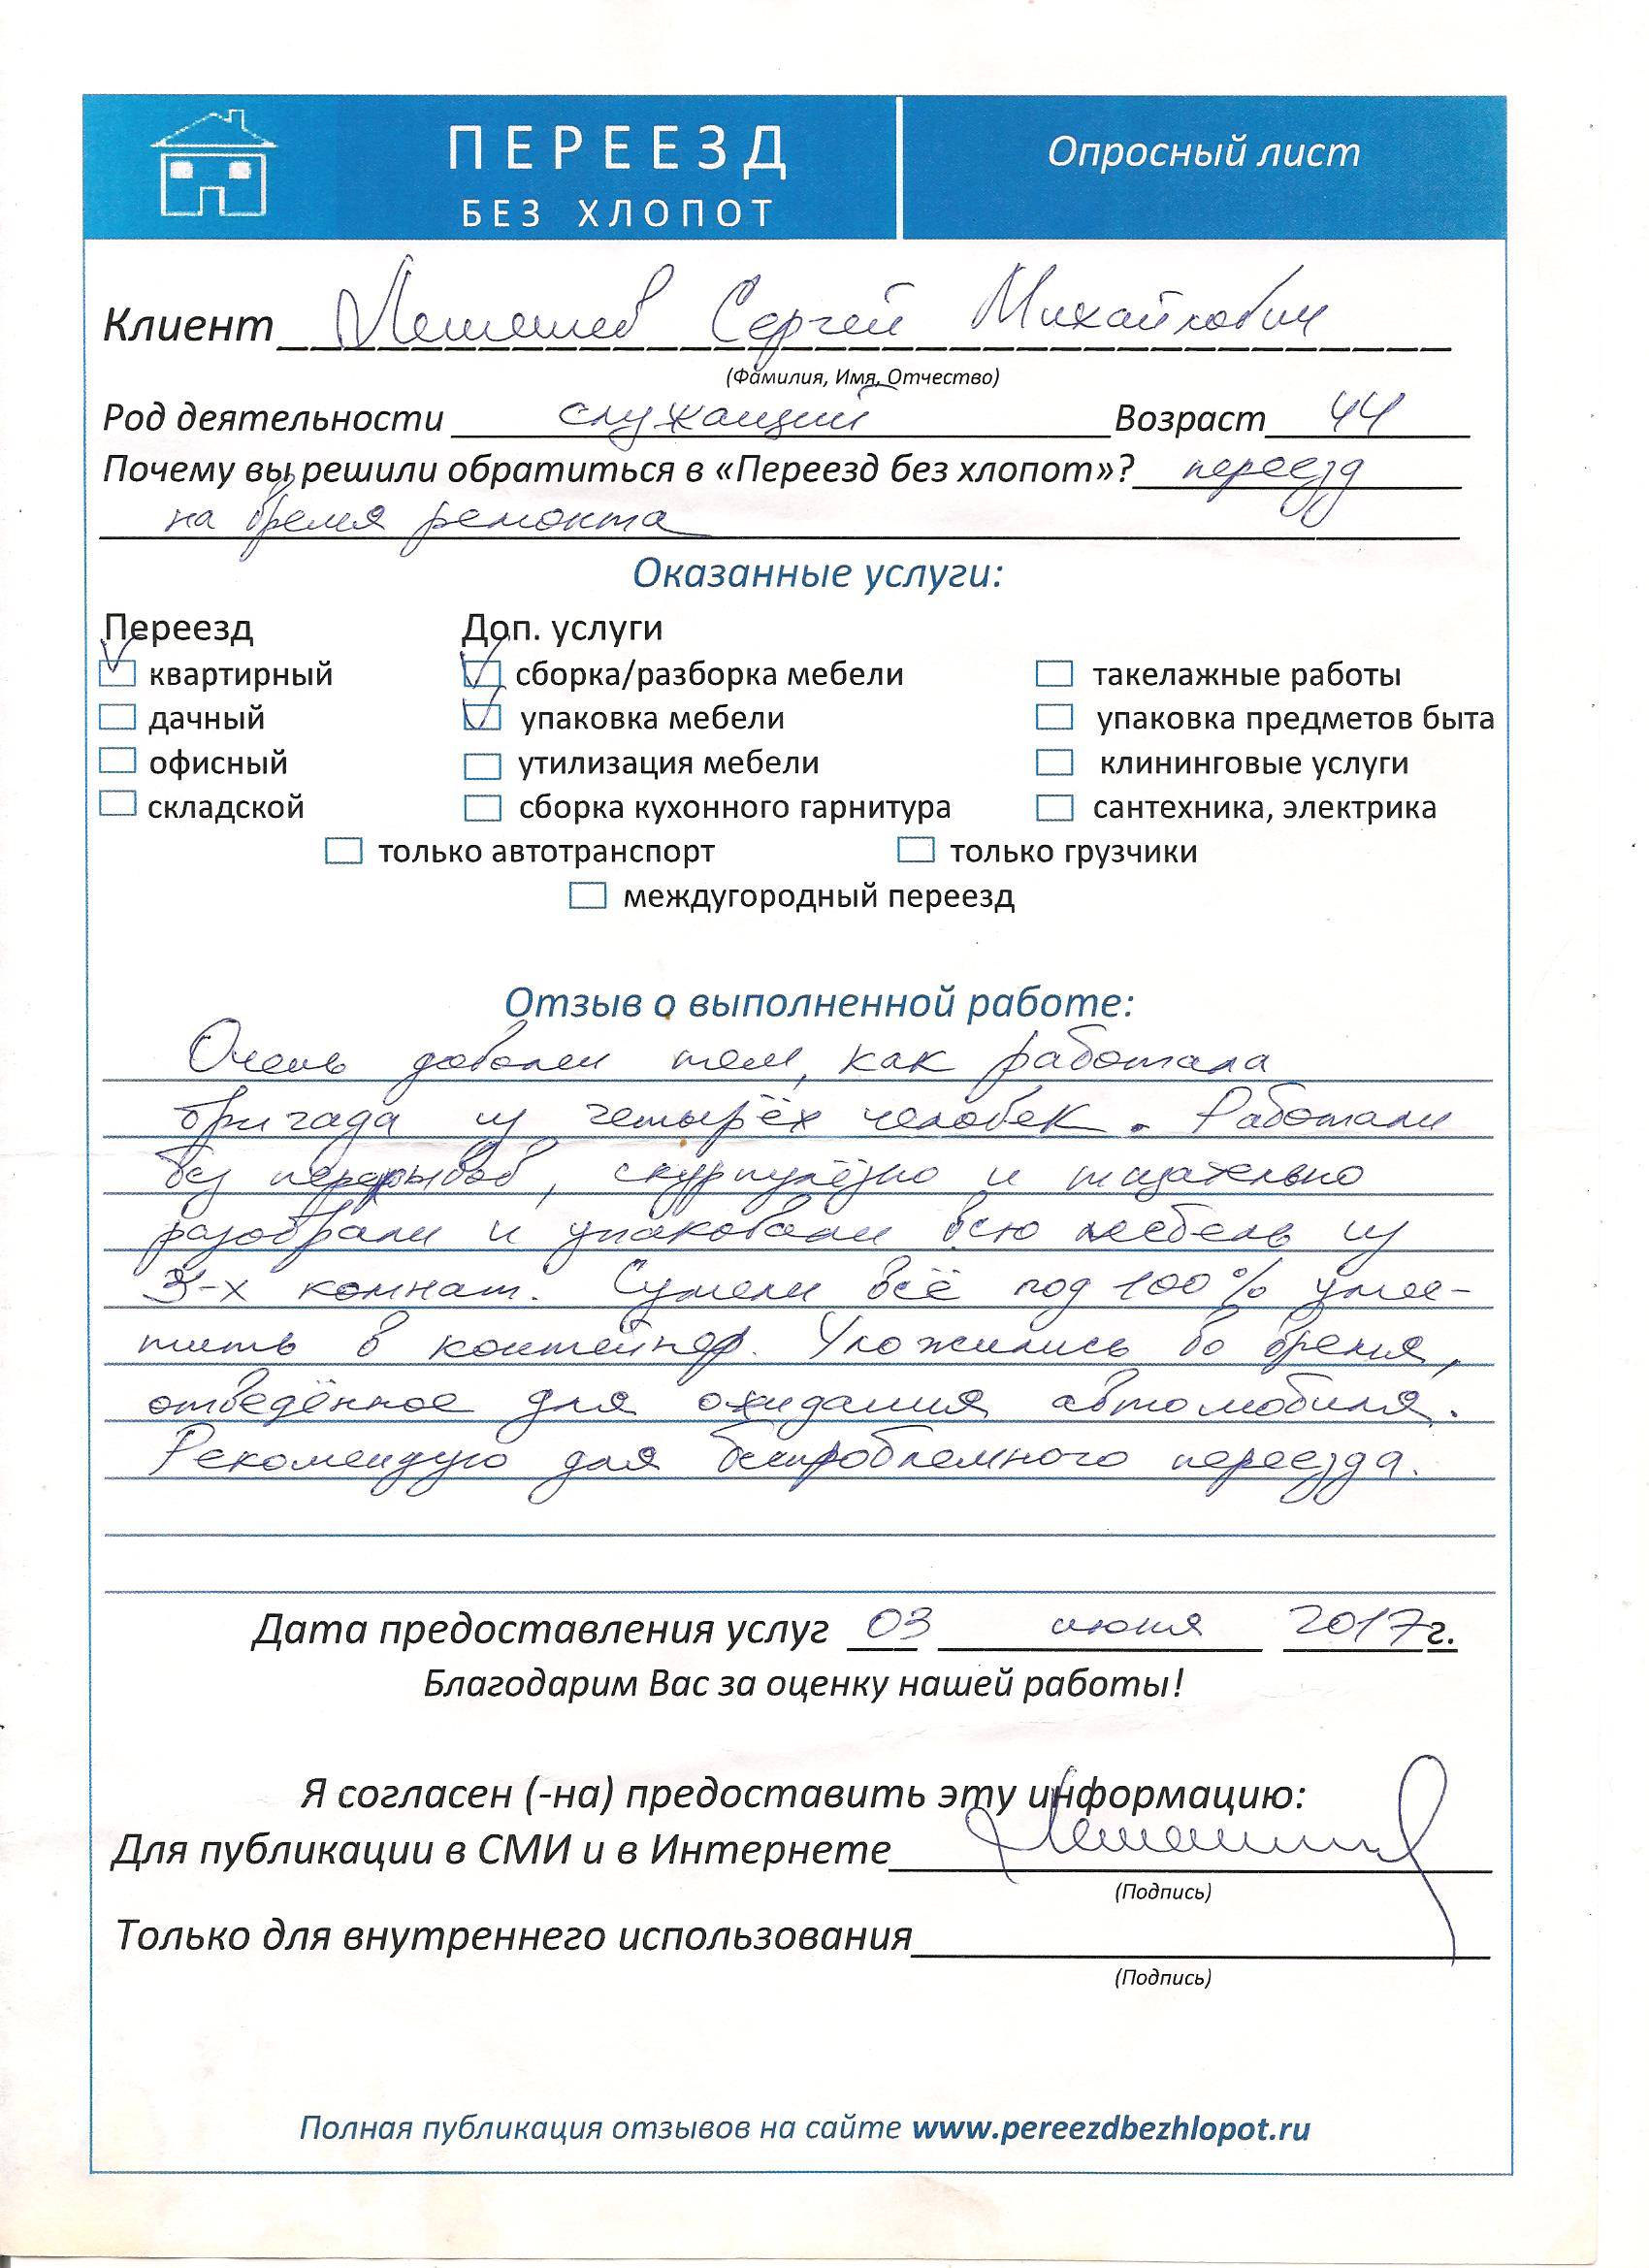 ПЕРЕЕЗД
БЕЗ ХЛОПОТ
Опросный лист
Клиент Сергей Михайлович
(Фамилия, Имя, Отчество)
Род деятельности служащий Возраст 44
Почему вы решили обратиться в «Переезд без хлопот»? переезд
на время ремонта
Оказанные услуги:
Переезд Доп. услуги
квартирный сборка/разборка мебели такелажные работы
дачный упаковка мебели упаковка предметов быта
офисный утилизация мебели клининговые услуги
складской сборка кухонного гарнитура сантехника, электрика
только автотранспорт только грузчики
междугородный переезд
Отзыв о выполненной работе:
Очень доволен тем, как работала
бригада из четырёх человек. Работали
без перерывов, скурпулёзно и тщательно
разобрали и упаковали всю мебель из
3-х комнат. Сумели всё под 100% умес-
тить в контейнер. Уложились во время,
отведённое для ожидания автомобиля.
Рекомендую для беспроблемного переезда.
Дата предоставления услуг 03 июня 2017г.
Благодарим Вас за оценку нашей работы!
Я согласен (-на) предоставить эту информацию:
Для публикации в СМИ и в Интернете
(Подпись)
Только для внутреннего использования
(Подпись)
Полная публикация отзывов на сайте www.pereezdbezhlopot.ru